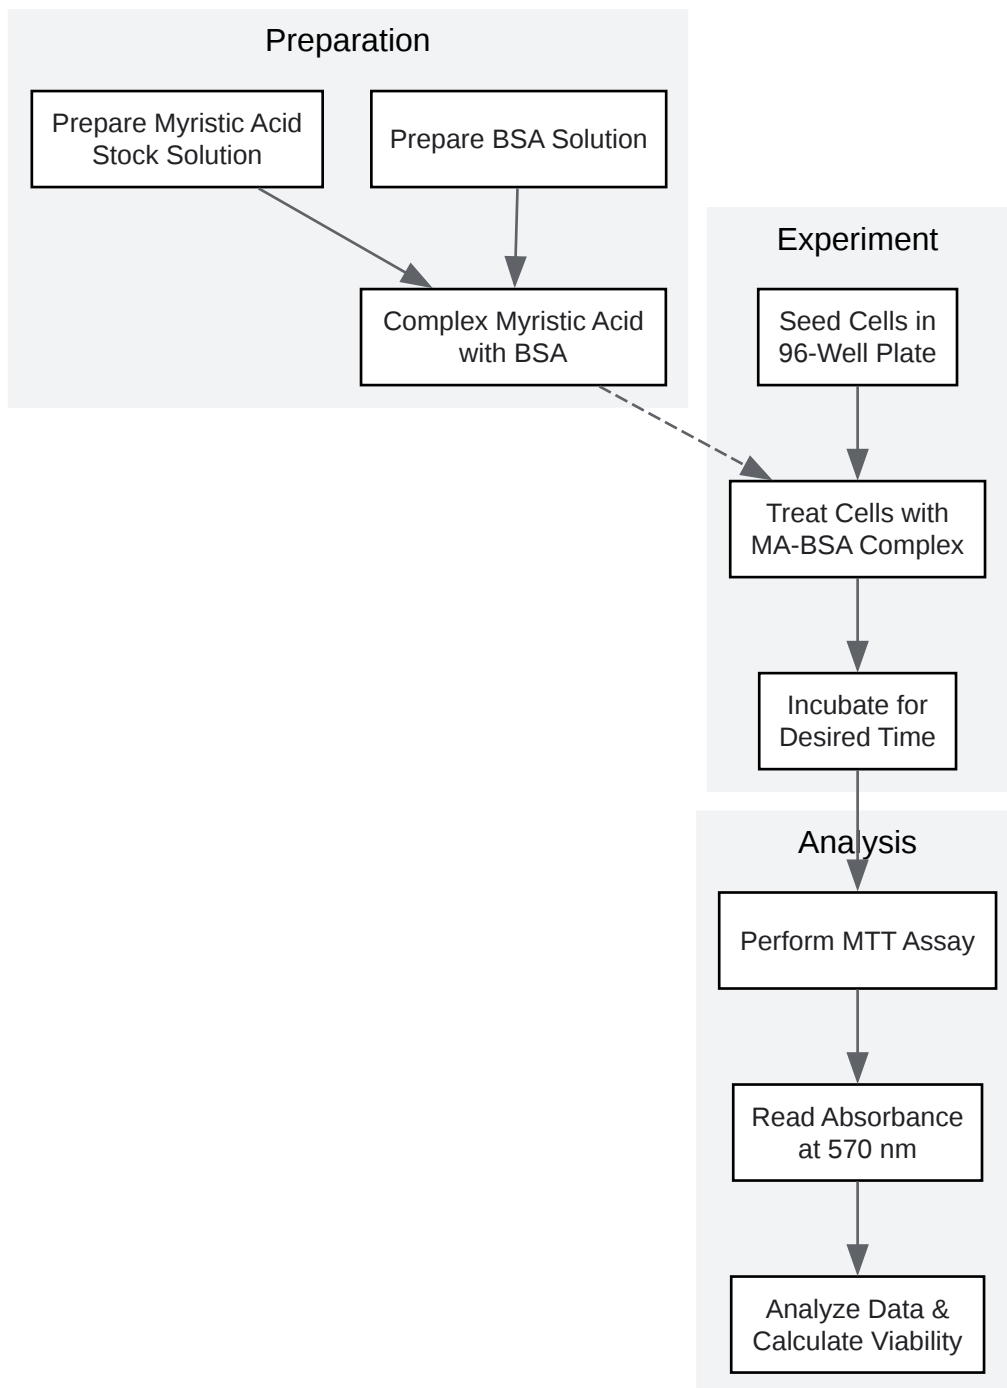 Preparation
Prepare Myristic Acid
Stock Solution
Prepare BSA Solution
Complex Myristic Acid
with BSA
Experiment
Seed Cells in
96-Well Plate
Treat Cells with
MA-BSA Complex
Incubate for
Desired Time
Analysis
Perform MTT Assay
Read Absorbance
at 570 nm
Analyze Data &
Calculate Viability